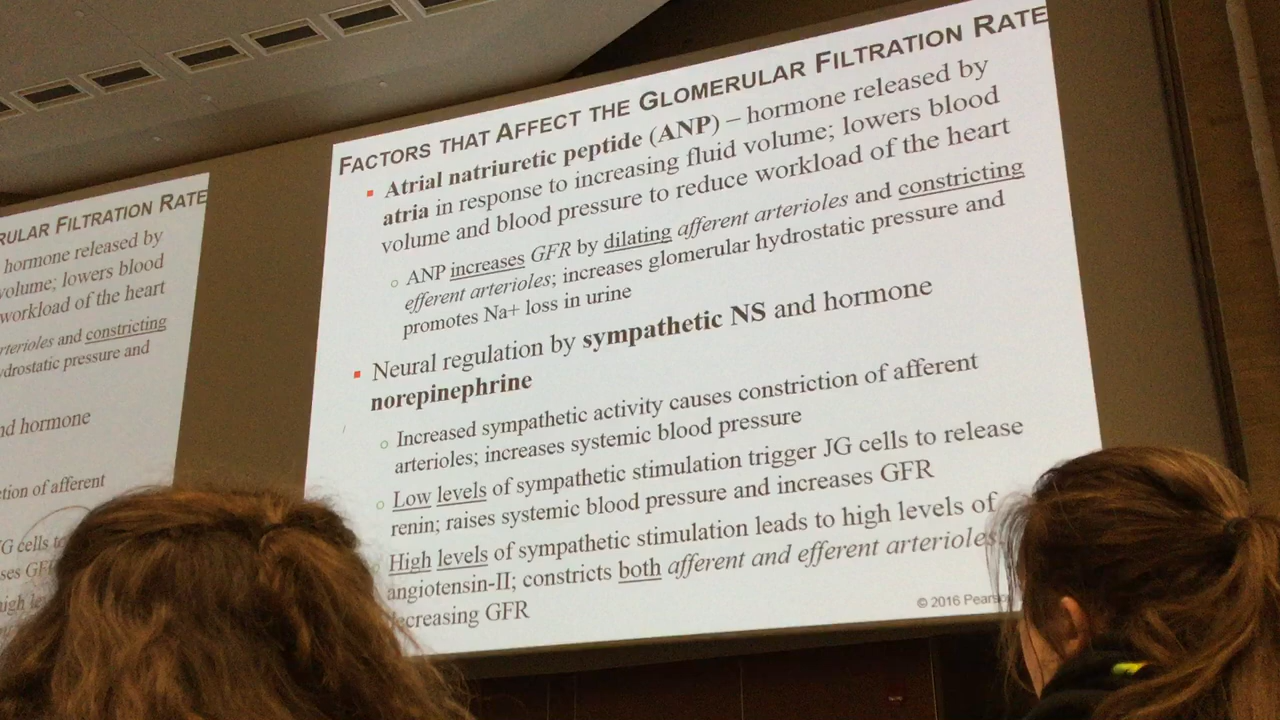 FACTORS THAT AFFECT THE GLOMERULAR FILTRATION RATE
▪ Atrial natriuretic peptide (ANP) – hormone released by
atria in response to increasing fluid volume; lowers blood
volume and blood pressure to reduce workload of the heart
○ ANP increases GFR by dilating afferent arterioles and constricting
efferent arterioles; increases glomerular hydrostatic pressure and
promotes Na+ loss in urine
▪ Neural regulation by sympathetic NS and hormone
norepinephrine
○ Increased sympathetic activity causes constriction of afferent
arterioles; increases systemic blood pressure
○ Low levels of sympathetic stimulation trigger JG cells to release
renin; raises systemic blood pressure and increases GFR
High levels of sympathetic stimulation leads to high levels of
angiotensin-II; constricts both afferent and efferent arterioles
decreasing GFR
© 2016 Pearson
RULAR FILTRATION RATE
hormone released by
volume; lowers blood
workload of the heart
rterioles and constricting
drostatic pressure and
nd hormone
ction of afferent
G cells to
ses GF
high le